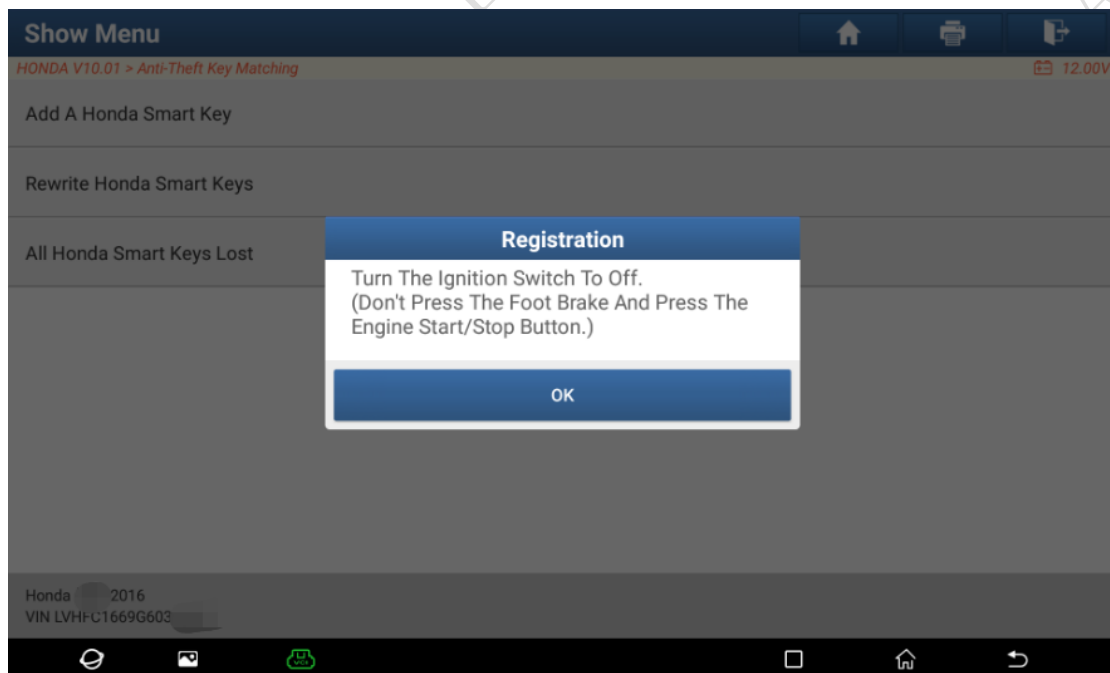 Show Menu
HONDA V10.01 > Anti-Theft Key Matching
12.00V
Add A Honda Smart Key
Rewrite Honda Smart Keys
All Honda Smart Keys Lost
Registration
Turn The Ignition Switch To Off.
(Don't Press The Foot Brake And Press The
Engine Start/Stop Button.)
OK
Honda 2016
VIN LVHFC1669G603